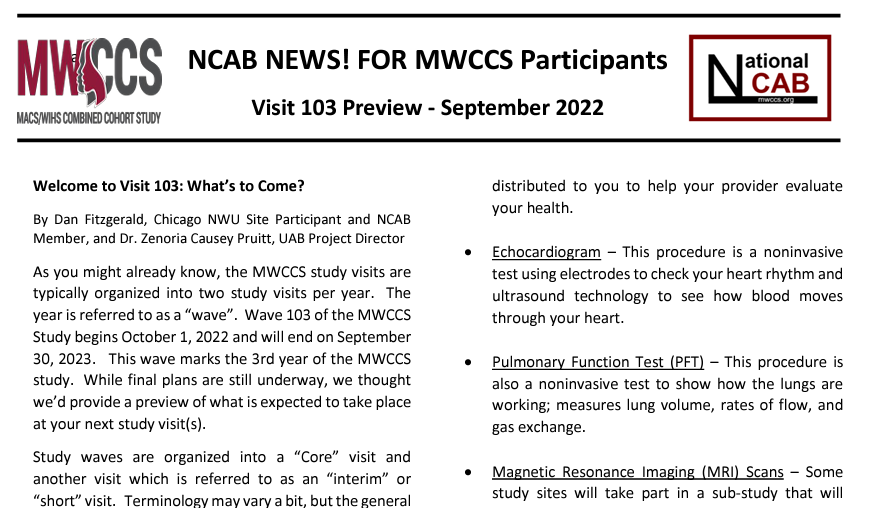 MWCCS
MACS/WIHS COMBINED COHORT STUDY
NCAB NEWS! FOR MWCCS Participants
Visit 103 Preview - September 2022
National
CAB
mwccs.org
Welcome to Visit 103: What's to Come?
By Dan Fitzgerald, Chicago NWU Site Participant and NCAB
Member, and Dr. Zenoria Causey Pruitt, UAB Project Director
As you might already know, the MWCCS study visits are
typically organized into two study visits per year. The
year is referred to as a “wave”. Wave 103 of the MWCCS
Study begins October 1, 2022 and will end on September
30, 2023. This wave marks the 3rd year of the MWCCS
study. While final plans are still underway, we thought
we’d provide a preview of what is expected to take place
at your next study visit(s).
Study waves are organized into a “Core” visit and
another visit which is referred to as an “interim” or
“short” visit. Terminology may vary a bit, but the general
distributed to you to help your provider evaluate
your health.
• Echocardiogram – This procedure is a noninvasive
test using electrodes to check your heart rhythm and
ultrasound technology to see how blood moves
through your heart.
• Pulmonary Function Test (PFT) – This procedure is
also a noninvasive test to show how the lungs are
working; measures lung volume, rates of flow, and
gas exchange.
• Magnetic Resonance Imaging (MRI) Scans – Some
study sites will take part in a sub-study that will